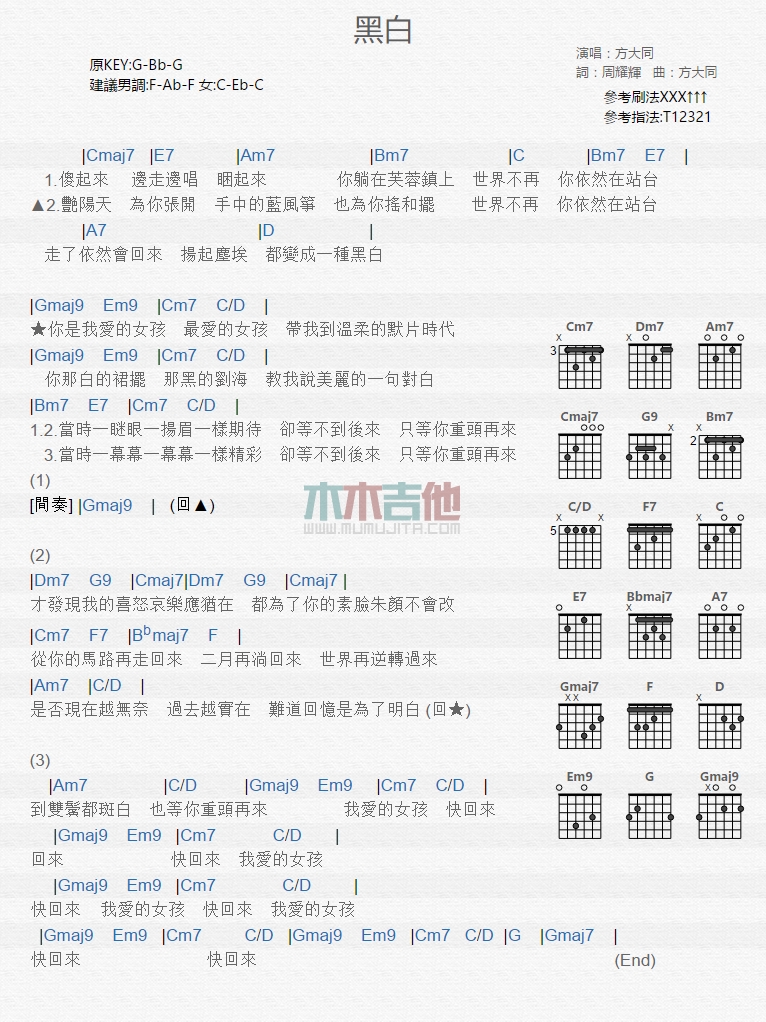 黑白
原KEY:G-Bb-G
建議男調:F-Ab-F 女:C-Eb-C
演唱：方大同
詞：周耀輝 曲：方大同
參考刷法XXX↑↑↑
參考指法:T12321
|Cmaj7 |E7 |Am7 |Bm7 |C |Bm7 E7 |
1.傻起來 邊走邊唱 睏起來 你躺在芙蓉鎮上 世界不再 你依然在站台
▲2.艷陽天 為你張開 手中的藍風箏 也為你搖和擺 世界不再 你依然在站台
|A7 |D |
走了依然會回來 揚起塵埃 都變成一種黑白
|Gmaj9 Em9 |Cm7 C/D |
★你是我愛的女孩 最愛的女孩 帶我到溫柔的默片時代
|Gmaj9 Em9 |Cm7 C/D |
你那白的裙擺 那黑的劉海 教我說美麗的一句對白
|Bm7 E7 |Cm7 C/D |
1.2.當時一瞇眼一揚眉一樣期待 卻等不到後來 只等你重頭再來
3.當時一幕幕一幕幕一樣精彩 卻等不到後來 只等你重頭再來
(1)
[間奏] |Gmaj9 | (回▲)
(2)
|Dm7 G9 |Cmaj7|Dm7 G9 |Cmaj7 |
才發現我的喜怒哀樂應猶在 都為了你的素臉朱顏不會改
|Cm7 F7 |Bbmaj7 F |
從你的馬路再走回來 二月再淌回來 世界再逆轉過來
|Am7 |C/D |
是否現在越無奈 過去越實在 難道回憶是為了明白 (回★)
(3)
|Am7 |C/D |Gmaj9 Em9 |Cm7 C/D |
到雙鬢都斑白 也等你重頭再來 我愛的女孩 快回來
|Gmaj9 Em9 |Cm7 C/D |
回來 快回來 我愛的女孩
|Gmaj9 Em9 |Cm7 C/D |
快回來 我愛的女孩 快回來 我愛的女孩
|Gmaj9 Em9 |Cm7 C/D |Gmaj9 Em9 |Cm7 C/D |G |Gmaj7 |
快回來 快回來 (End)
Cm7 Dm7 Am7
x x
3
Cmaj7 G9 Bm7
x x x
2
C/D F7 C
x x x
5
E7 Bbmaj7 A7
x
Gmaj7 F D
x x x
Em9 G Gmaj9
x
木木吉他
WWW.MUMUJITA.COM